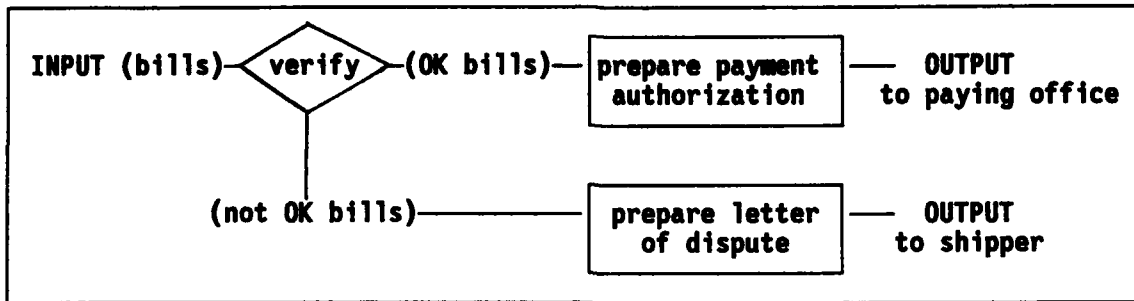 INPUT (bills)
verify
(OK bills)
prepare payment
authorization
OUTPUT
to paying office
(not OK bills)
prepare letter
of dispute
OUTPUT
to shipper